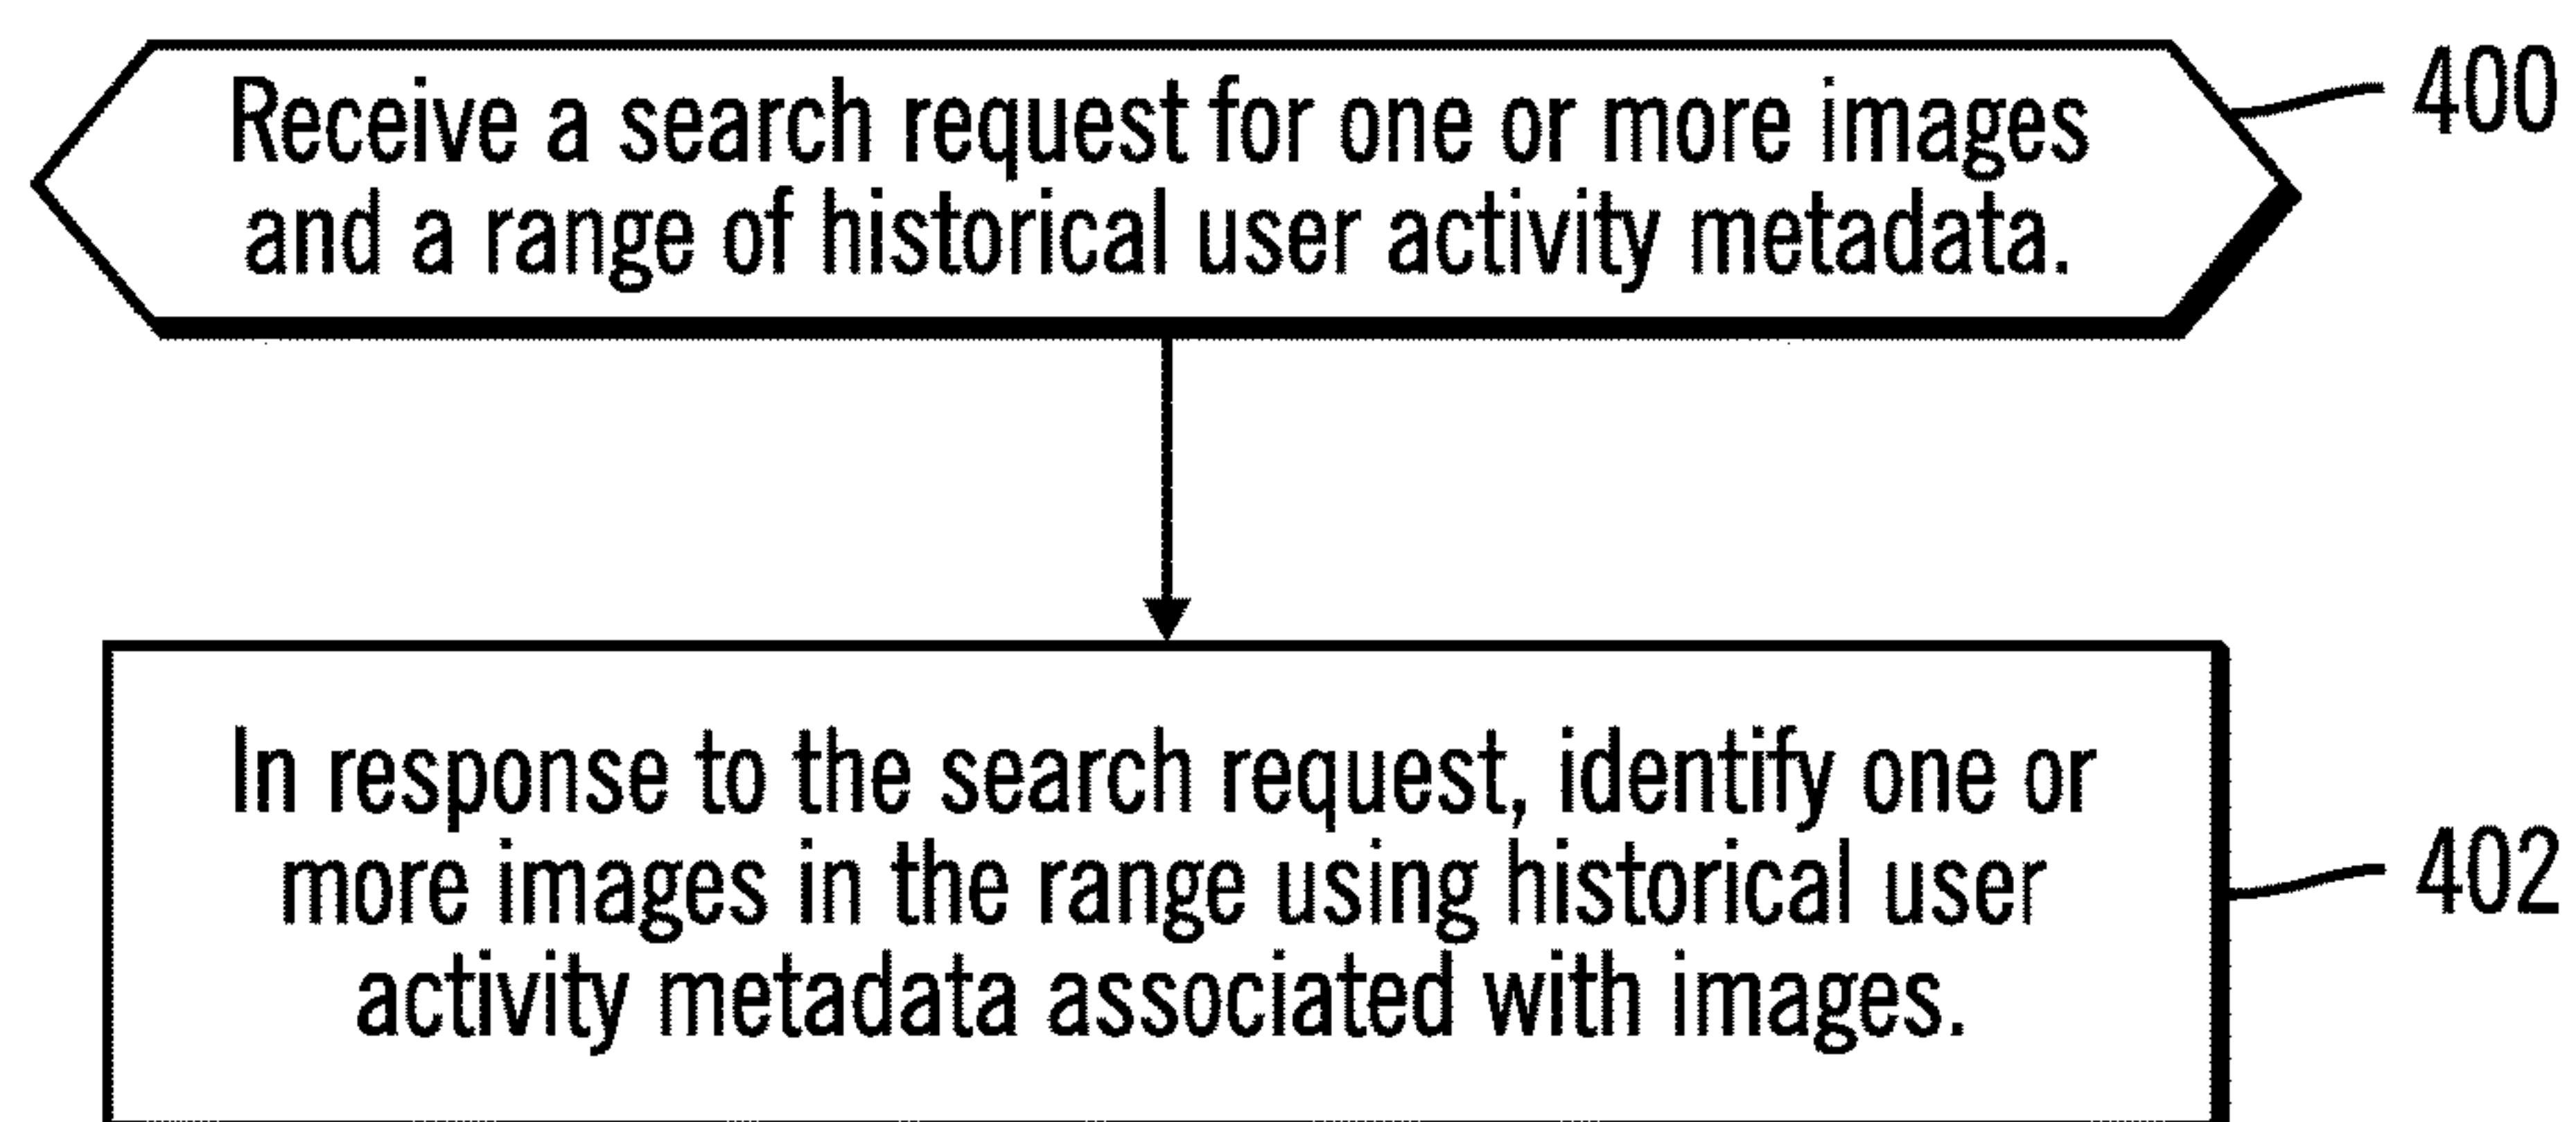 Receive a search request for one or more images
and a range of historical user activity metadata.
400
In response to the search request, identify one or
more images in the range using historical user
activity metadata associated with images.
402